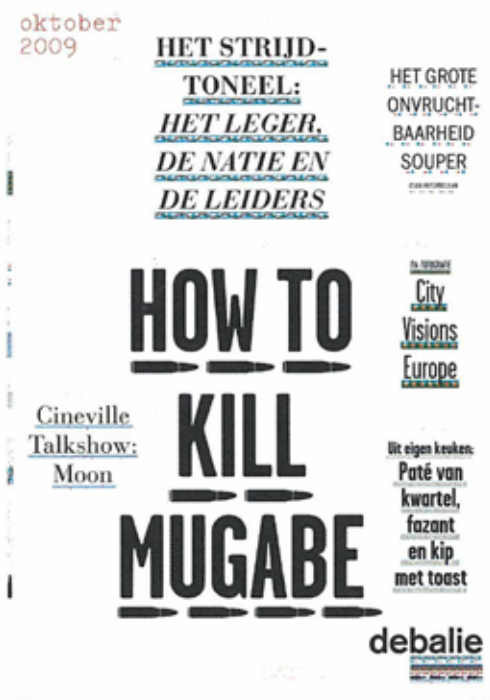 oktober
2009
HET STRIJD-
TONEEL:
HET LEGER,
DE NATIE EN
DE LEIDERS
HET GROTE
ONVRUCHT-
BAARHEID
SOUPER
HOW TO
KILL
MUGABE
City
Visions
Europe
Cineville
Talkshow:
Moon
Uit eigen keuken:
Paté van
kwartel,
fazant
en kip
met toast
debalie